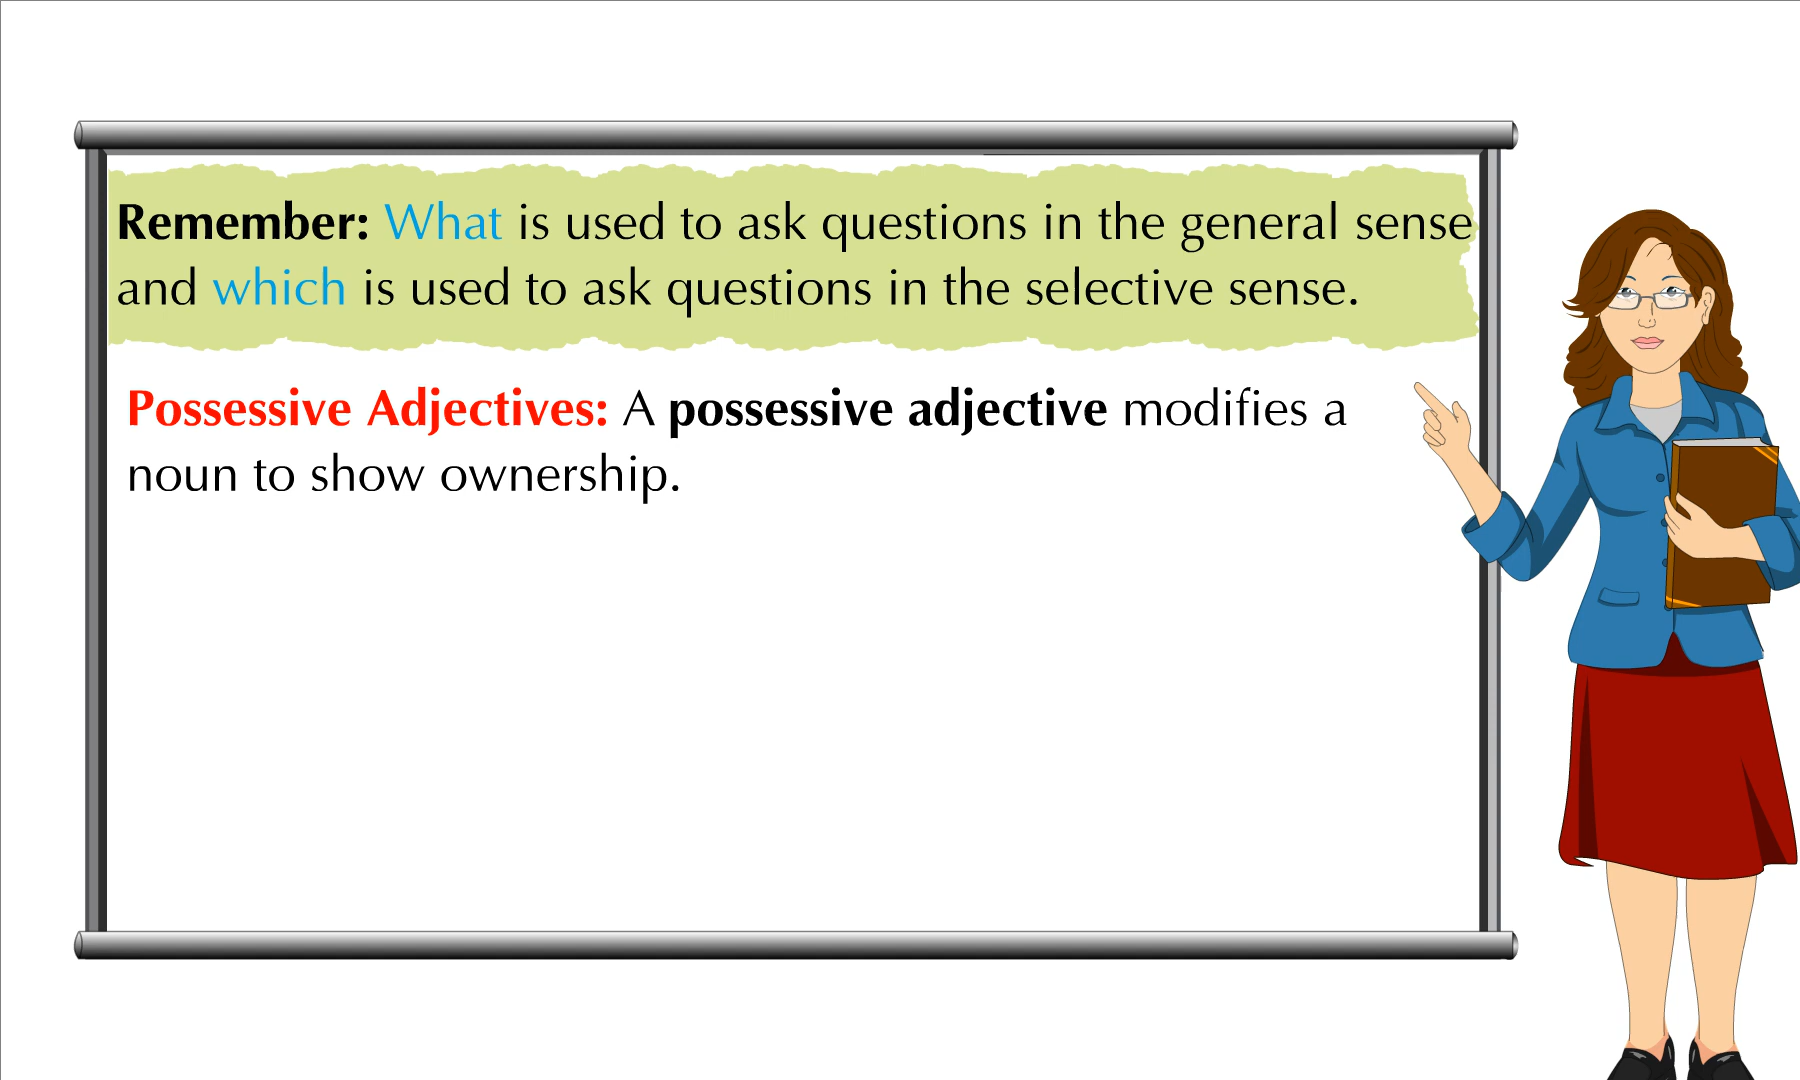 Remember: What is used to ask questions in the general sense
and which is used to ask questions in the selective sense.
Possessive Adjectives: A possessive adjective modifies a
noun to show ownership.